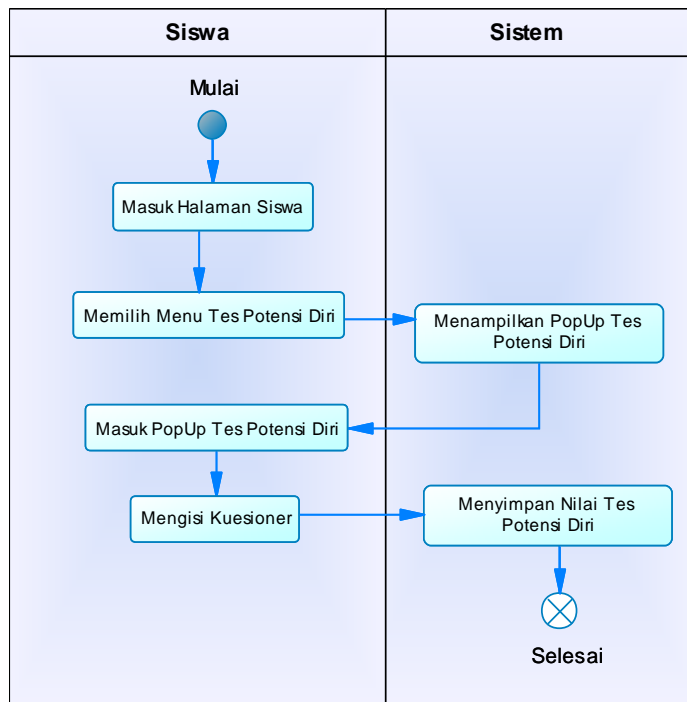 Siswa
Sistem
Mulai
Masuk Halaman Siswa
Memilih Menu Tes Potensi Diri
Menampilkan PopUp Tes
Potensi Diri
Masuk PopUp Tes Potensi Diri
Mengisi Kuesioner
Menyimpan Nilai Tes
Potensi Diri
Selesai